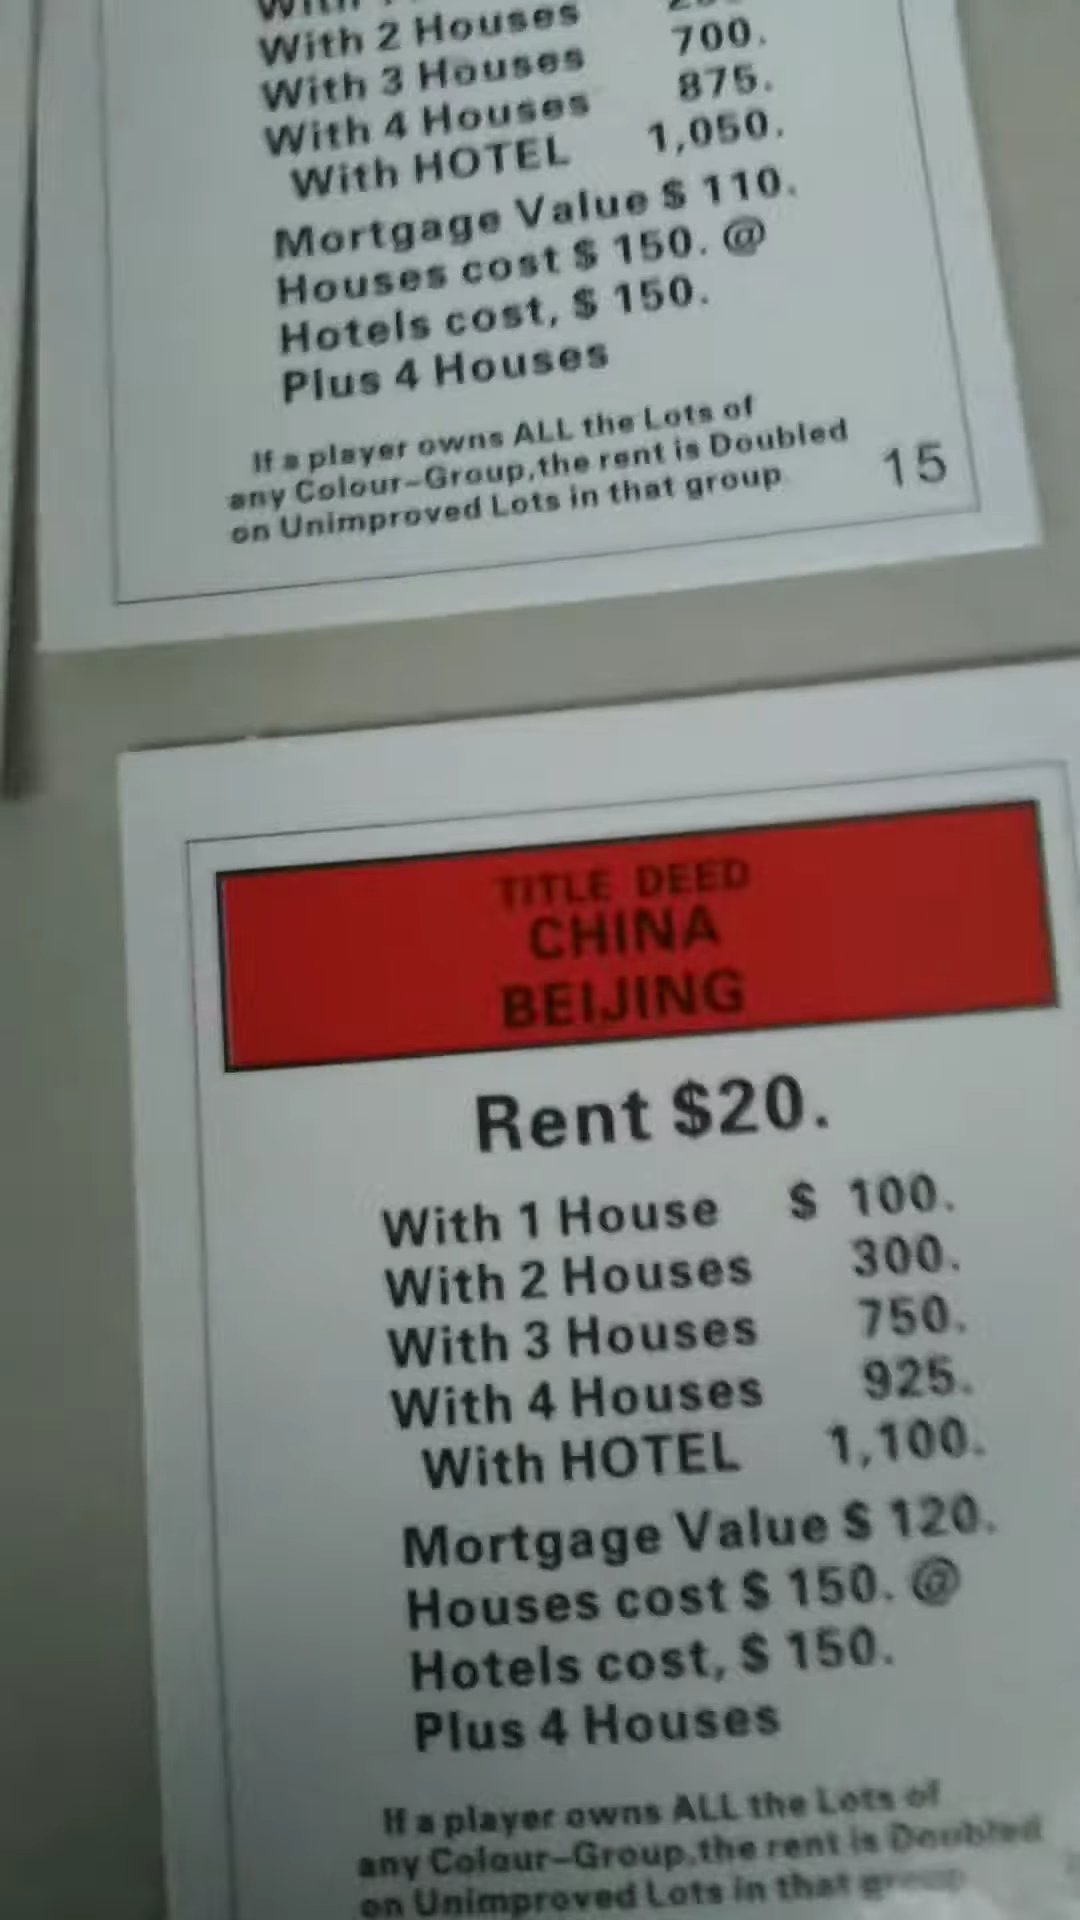 With 2 Houses
With 3 Houses 700.
With 4 Houses 875.
With HOTEL 1,050.
Mortgage Value $ 110.
Houses cost $ 150. @
Hotels cost, $ 150.
Plus 4 Houses
If a player owns ALL the Lots of
any Colour-Group, the rent is Doubled
on Unimproved Lots in that group
15
TITLE DEED
CHINA
BEIJING
Rent $20.
With 1 House $ 100.
With 2 Houses 300.
With 3 Houses 750.
With 4 Houses 925.
With HOTEL 1,100.
Mortgage Value $ 120.
Houses cost $ 150. @
Hotels cost, $ 150.
Plus 4 Houses
If a player owns ALL the Lots of
any Colour-Group, the rent is Doubled
on Unimproved Lots in that group